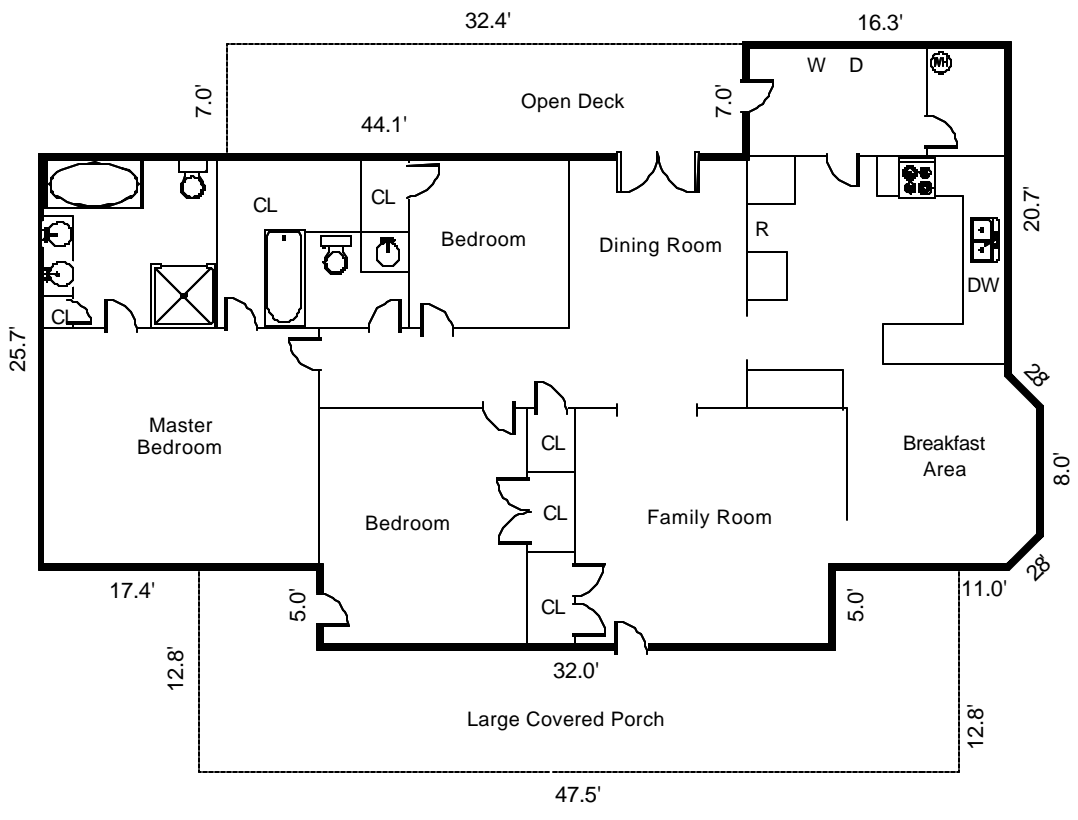 32.4'
16.3'
W D
WH
7.0'
Open Deck
7.0'
44.1'
CL
CL
20.7'
R
Bedroom
Dining Room
DW
CL
25.7'
28'
Master
Bedroom
CL
Breakfast
Area
8.0'
CL
Bedroom
Family Room
28'
17.4'
5.0'
CL
5.0'
11.0'
12.8'
32.0'
Large Covered Porch
12.8'
47.5'